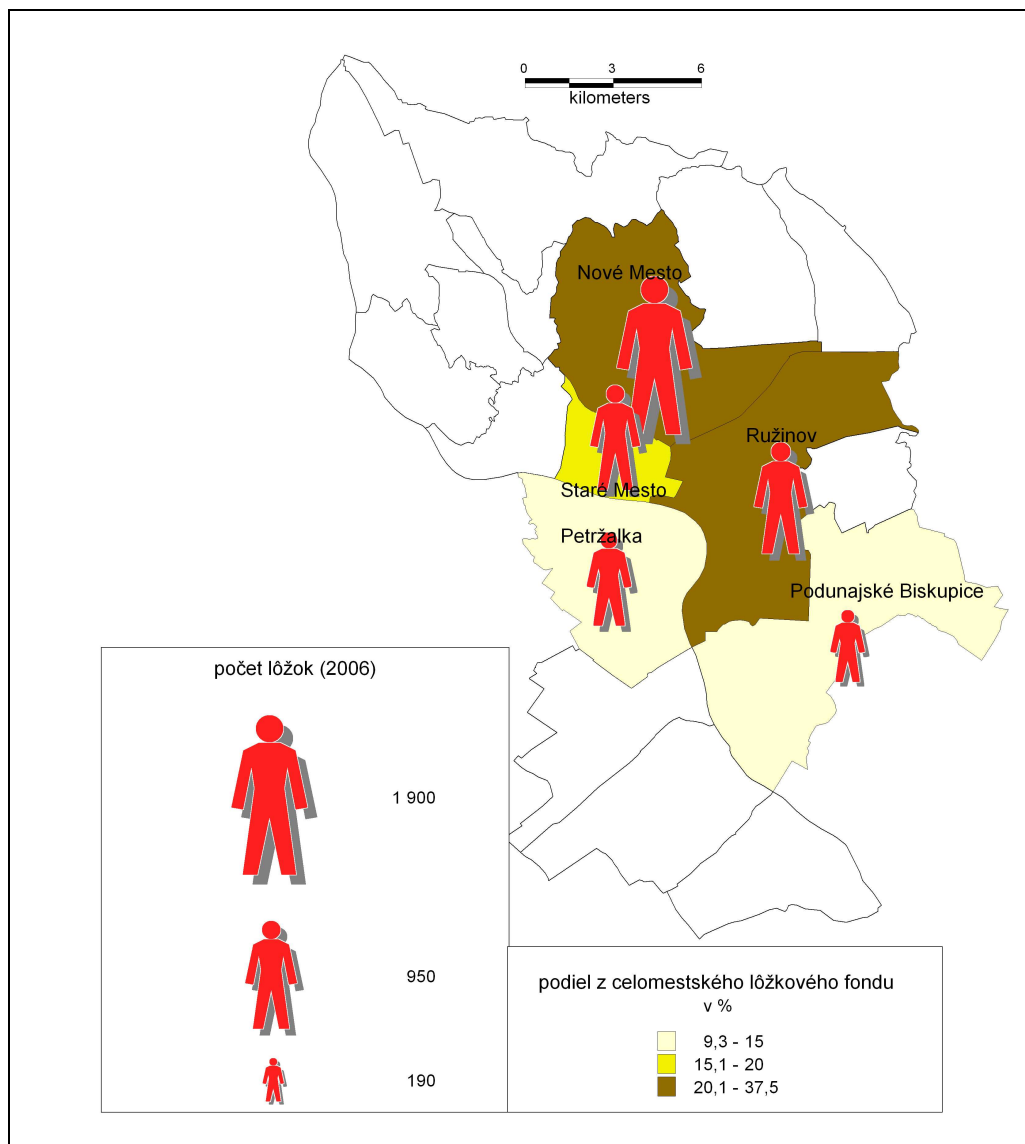 0 3 6
kilometers
Nové Mesto
Ružinov
Staré Mesto
Petržalka
Podunajské Biskupice
počet lôžok (2006)
1 900
950
190
podiel z celomestského lôžkového fondu
v %
9,3 - 15
15,1 - 20
20,1 - 37,5